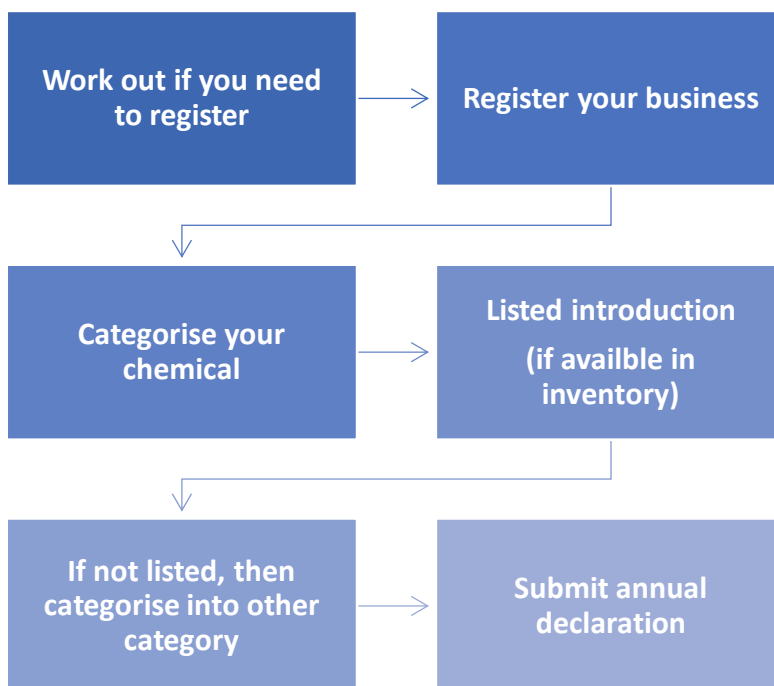 Work out if you need
to register
Register your business
Categorise your
chemical
Listed introduction
(if availble in
inventory)
If not listed, then
categorise into other
category
Submit annual
declaration